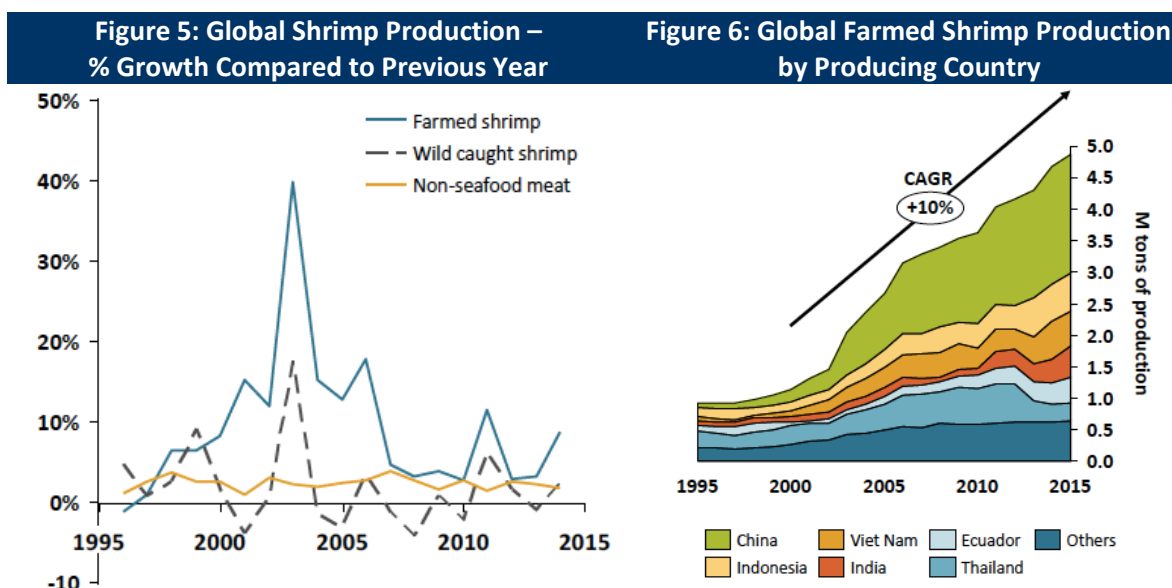 Figure 5: Global Shrimp Production –
% Growth Compared to Previous Year
50%
40%
30%
20%
10%
0%
-10
1995
2000
2005
2010
2015
Farmed shrimp
Wild caught shrimp
Non-seafood meat
Figure 6: Global Farmed Shrimp Production
by Producing Country
CAGR
+10%
5.0
4.5
4.0
3.5
3.0
2.5
2.0
1.5
1.0
0.5
0.0
M tons of production
1995
2000
2005
2010
2015
China
Viet Nam
Ecuador
Others
Indonesia
India
Thailand